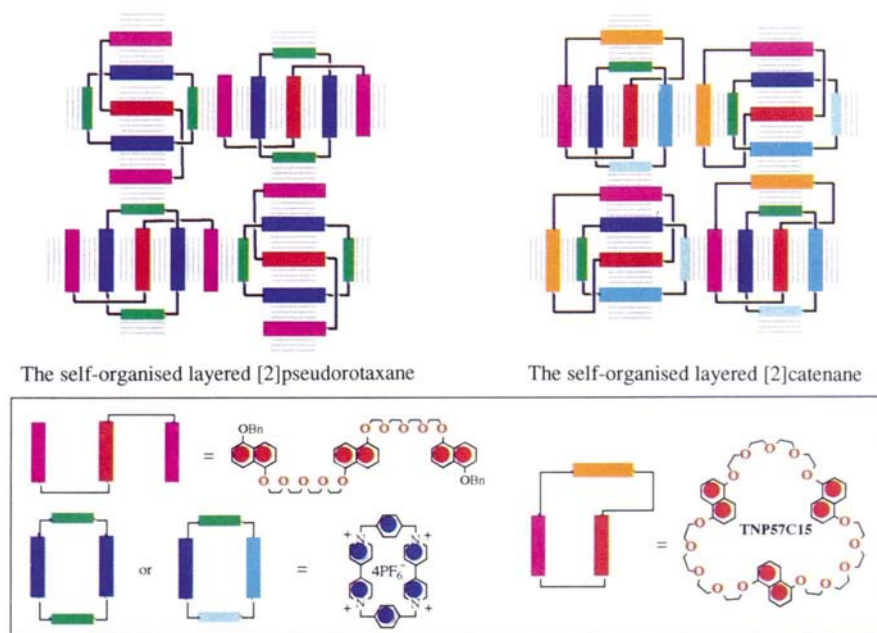 The self-organised layered [2]pseudorotaxane
The self-organised layered [2]catenane
OBn
O O O O O
=
O O O O O
OBn
or
=
+ N N +
4PF₆⁻
+ N N +
=
O O O O
O O
TNP57C15
O O
O O O O O O